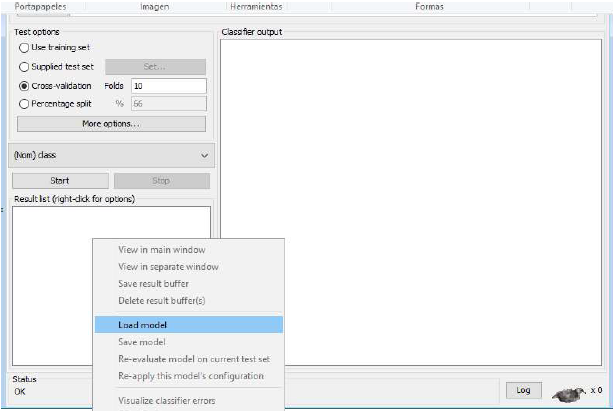 Portapapeles Imagen Herramientas Formas
Test options
Use training set
Supplied test set Set...
Cross-validation Folds 10
Percentage split % 66
More options...
(Nom) class
Start Stop
Result list (right-click for options)
Classifier output
View in main window
View in separate window
Save result buffer
Delete result buffer(s)
Load model
Save model
Re-evaluate model on current test set
Re-apply this model's configuration
Visualize classifier errors
Status
OK
Log x 0